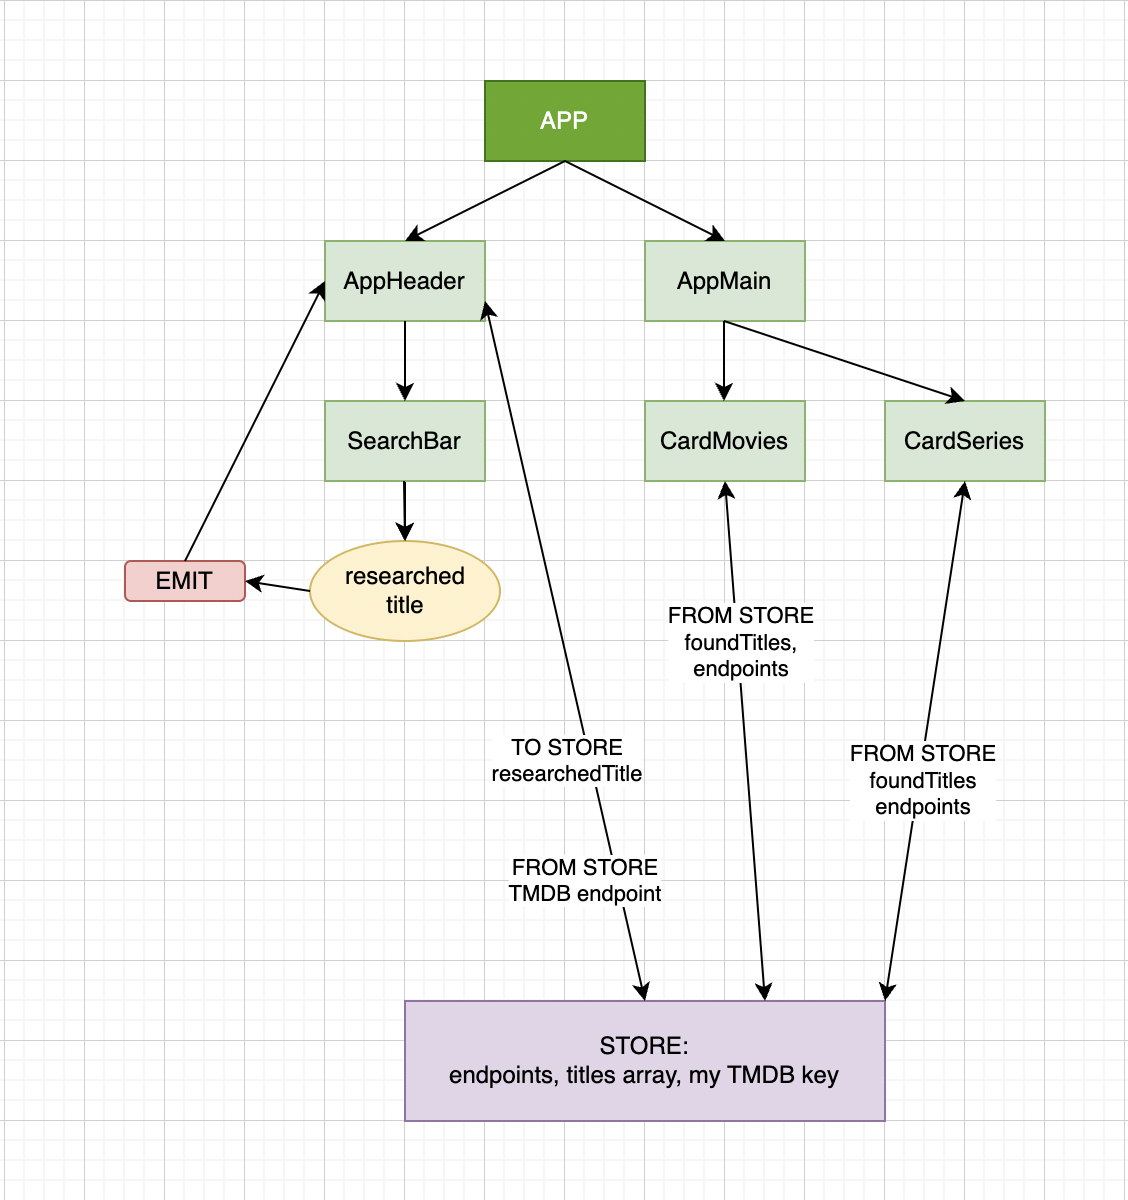 APP
AppHeader
AppMain
SearchBar
CardMovies
CardSeries
EMIT
researched
title
FROM STORE
foundTitles,
endpoints
TO STORE
researchedTitle
FROM STORE
foundTitles
endpoints
FROM STORE
TMDB endpoint
STORE:
endpoints, titles array, my TMDB key